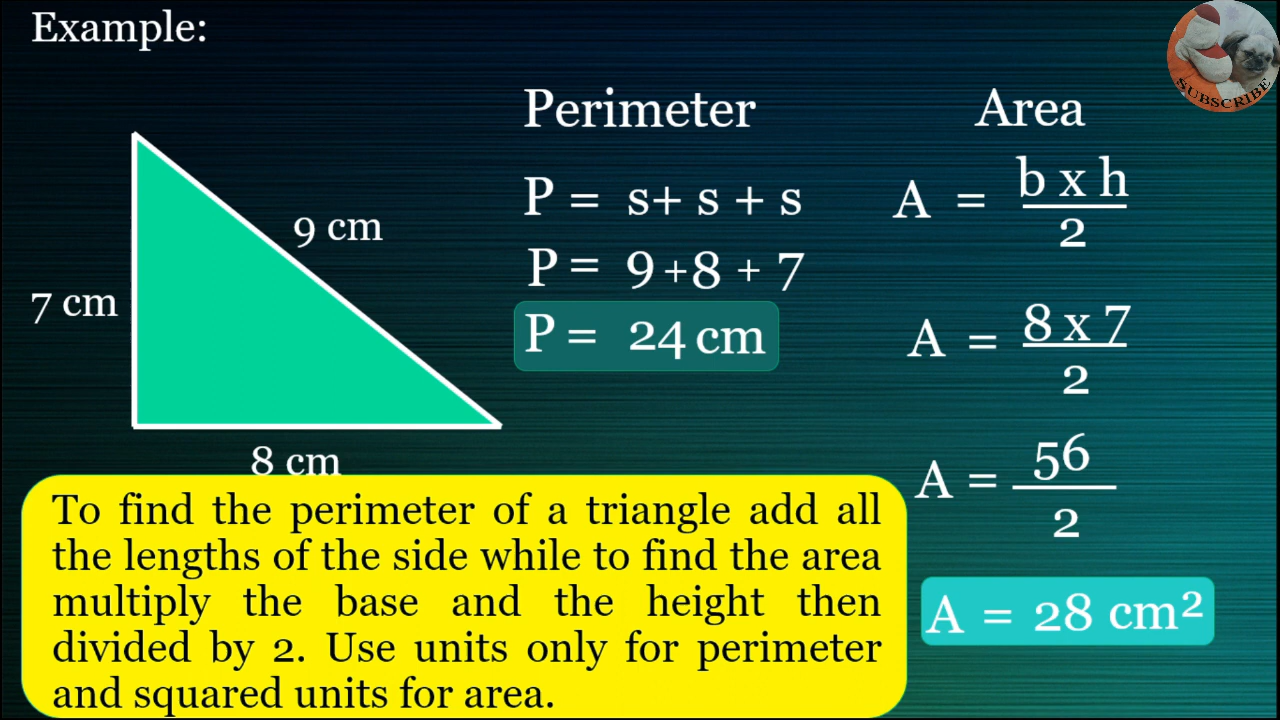 Example:
SUBSCRIBE
9 cm
7 cm
8 cm
Perimeter
P = s+ s + s
P = 9 +8 + 7
P = 24 cm
Area
A = b x h
2
A = 8 x 7
2
A = 56
2
A = 28 cm²
To find the perimeter of a triangle add all
the lengths of the side while to find the area
multiply the base and the height then
divided by 2. Use units only for perimeter
and squared units for area.